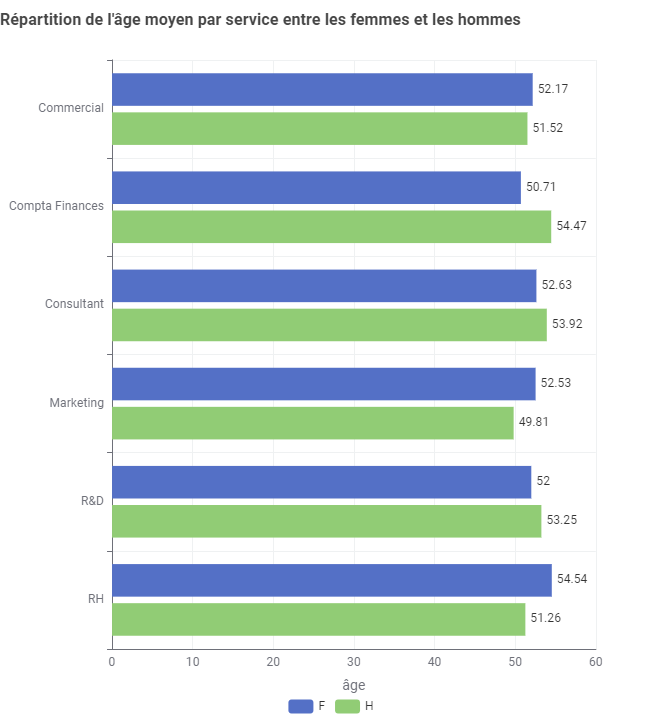 Répartition de l'âge moyen par service entre les femmes et les hommes
Commercial
52.17
51.52
Compta Finances
50.71
54.47
Consultant
52.63
53.92
Marketing
52.53
49.81
R&D
52
53.25
RH
54.54
51.26
0 10 20 30 40 50 60
âge
F H